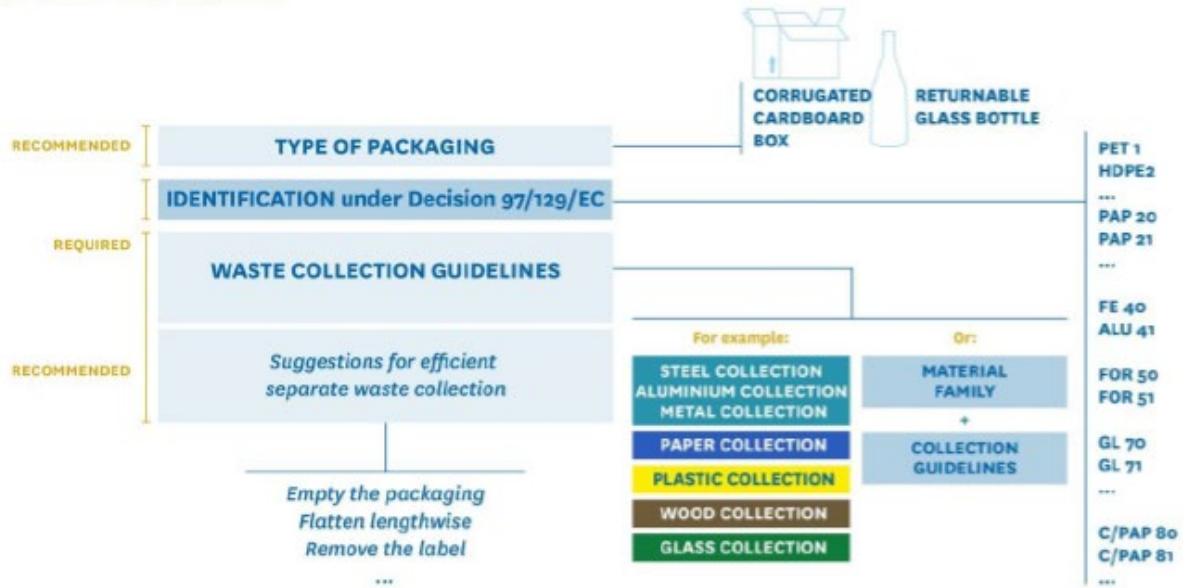 CORRUGATED
CARDBOARD
BOX
RETURNABLE
GLASS BOTTLE
RECOMMENDED
TYPE OF PACKAGING
IDENTIFICATION under Decision 97/129/EC
REQUIRED
WASTE COLLECTION GUIDELINES
RECOMMENDED
Suggestions for efficient
separate waste collection
Empty the packaging
Flatten lengthwise
Remove the label
...
For example:
STEEL COLLECTION
ALUMINIUM COLLECTION
METAL COLLECTION
PAPER COLLECTION
PLASTIC COLLECTION
WOOD COLLECTION
GLASS COLLECTION
Or:
MATERIAL
FAMILY
+
COLLECTION
GUIDELINES
PET 1
HDPE2
...
PAP 20
PAP 21
...
FE 40
ALU 41
FOR 50
FOR 51
GL 70
GL 71
...
C/PAP 80
C/PAP 81
...